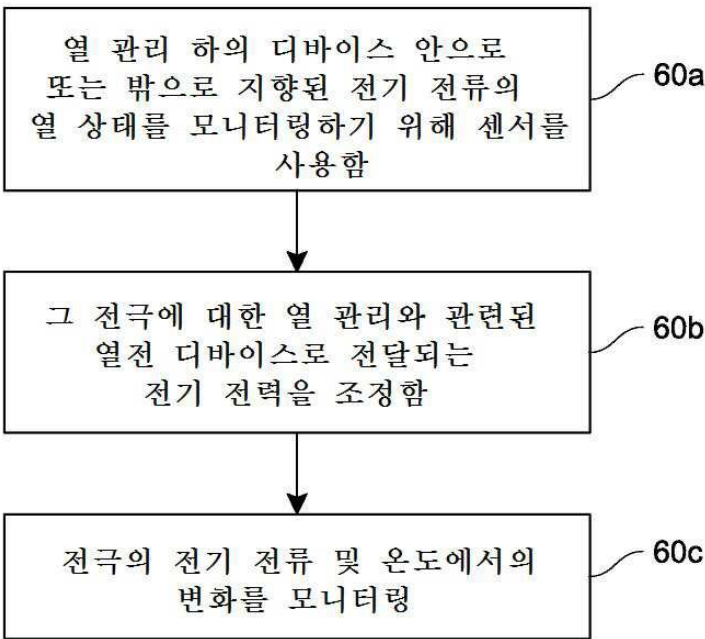 열 관리 하의 디바이스 안으로
또는 밖으로 지향된 전기 전류의
열 상태를 모니터링하기 위해 센서를
사용함
60a
그 전극에 대한 열 관리와 관련된
열전 디바이스로 전달되는
전기 전력을 조정함
60b
전극의 전기 전류 및 온도에서의
변화를 모니터링
60c